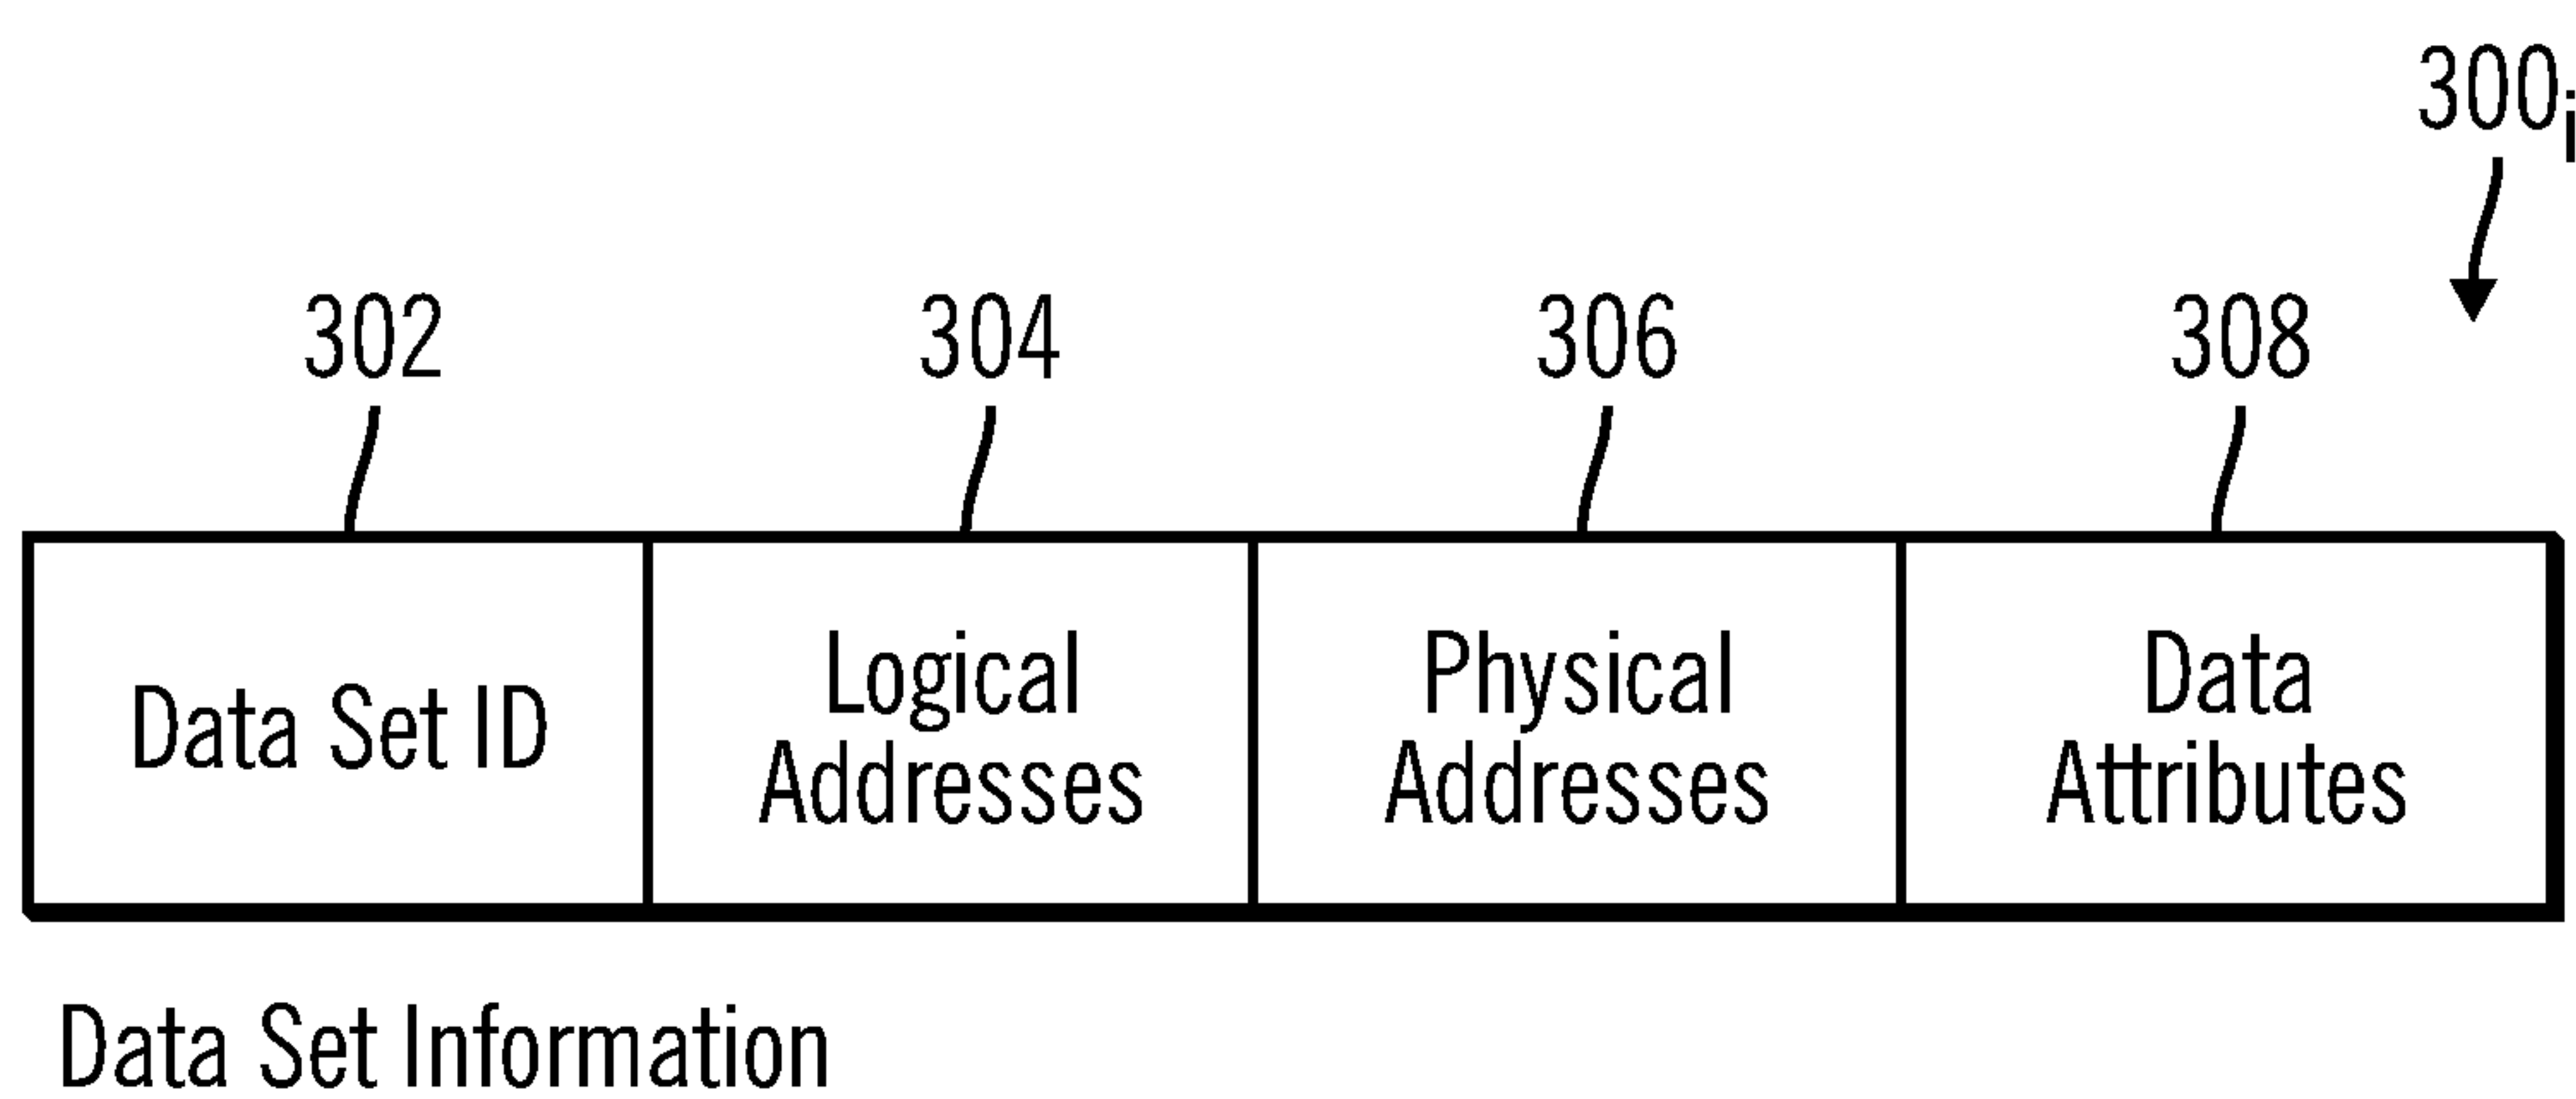 300i
302 304 306 308
Data Set ID
Logical
Addresses
Physical
Addresses
Data
Attributes
Data Set Information